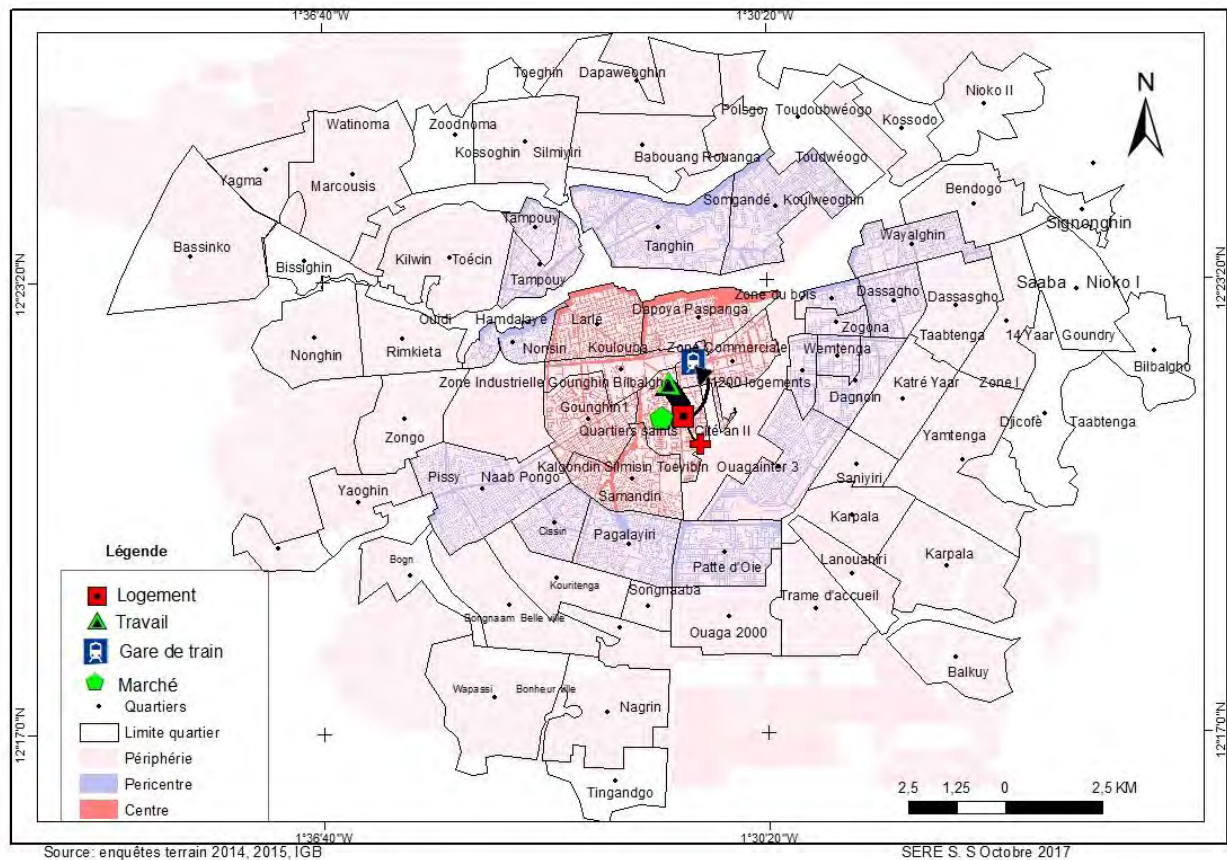 1°36'40"W 1°30'20"W
N
Toeghin Dapaweoghin
Nioko II
Polsgo Toudoubwéogo
Watinoma Zoodnoma Kossodo
Kossoghin Silmiyiri
Babouang Rouanga Toudwéogo
Yagma Marcousis
Bendogo
Somgandé Koulweoghin
Signonghin
Tampouy
Tanghin Wayalghin
Bassinko
Kilwin Toécin
Bissighin Tampouy
12°23'20"N 12°23'20"N
Saaba Nioko I
Zone du bois Dassagho Dassasgho
Dapoya Paspanga
Ouidi Hamdalaye Larlé
Zogona Taabtenga 14 Yaar Goundry
Nonghin Rimkieta Nonsin Koulouba Zone Commerciale Wemtenga
Bilbalgho
Zone Industrielle Gounghin Bilbalgho 1200 logements
Katré Yaar Zone I
Dagnoin
Gounghin I
Djicofè Taabtenga
Zongo Quartiers saints Cité an II
Yamtenga
Kalgondin Silmisin Toéyibin Ouagainter 3
Pissy Naab Pongo Saniyiri
Yaoghin Samandin
Karpala
Cissin Pagalayiri
Karpala
Bogn Patte d'Oie Lanouabiri
Kouritenga
Songnaaba Trame d'accueil
Bongnaam Belle ville
Ouaga 2000
Balkuy
Wapassi Bonheur ville
Nagrin
12°17'0"N 12°17'0"N
Tingandgo
Légende
Logement
Travail
Gare de train
Marché
Quartiers
Limite quartier
Périphérie
Pericentre
Centre
2,5 1,25 0 2,5 KM
1°36'40"W 1°30'20"W
Source: enquêtes terrain 2014, 2015, IGB SERE S. S Octobre 2017